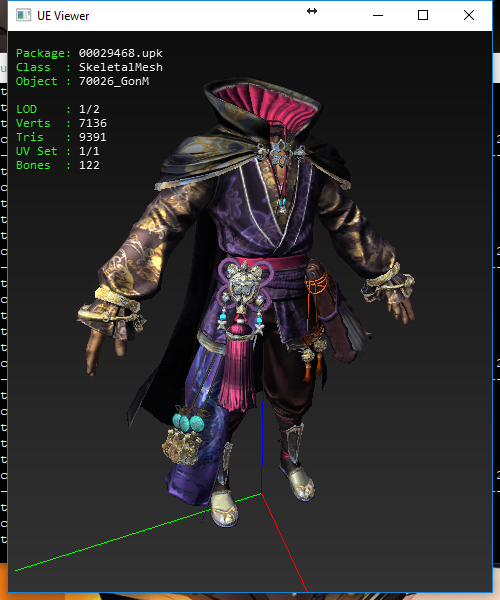 UE Viewer
Package: 00029468.upk
Class : SkeletalMesh
Object : 70026_GonM
LOD : 1/2
Verts : 7136
Tris : 9391
UV Set : 1/1
Bones : 122